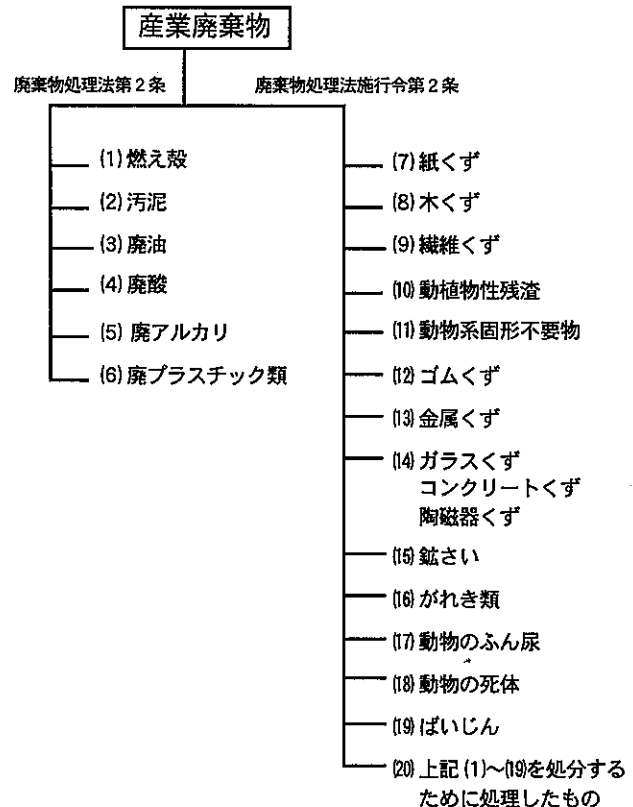 産業廃棄物
廃棄物処理法第2条
廃棄物処理法施行令第2条
(1) 燃え殻
(2) 汚泥
(3) 廃油
(4) 廃酸
(5) 廃アルカリ
(6) 廃プラスチック類
(7) 紙くず
(8) 木くず
(9) 繊維くず
(10) 動植物性残渣
(11) 動物系固形不要物
(12) ゴムくず
(13) 金属くず
(14) ガラスくず
コンクリートくず
陶磁器くず
(15) 鉱さい
(16) がれき類
(17) 動物のふん尿
(18) 動物の死体
(19) ばいじん
(20) 上記 (1)~(19)を処分する
ために処理したもの